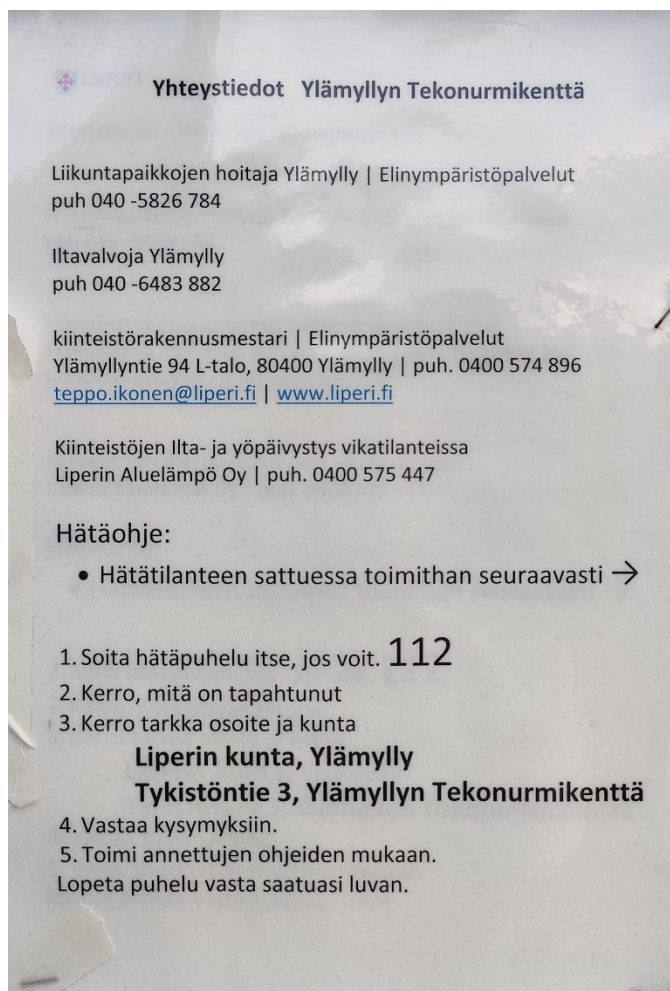 Liperi
Yhteystiedot Ylämyllyn Tekonurmikenttä
Liikuntapaikkojen hoitaja Ylämylly | Elinympäristöpalvelut
puh 040 -5826 784
Iltavalvoja Ylämylly
puh 040 -6483 882
kiinteistörakennusmestari | Elinympäristöpalvelut
Ylämyllyntie 94 L-talo, 80400 Ylämylly | puh. 0400 574 896
teppo.ikonen@liperi.fi | www.liperi.fi
Kiinteistöjen Ilta- ja yöpäivystys vikatilanteissa
Liperin Aluelämpö Oy | puh. 0400 575 447
Hätäohje:
• Hätätilanteen sattuessa toimithan seuraavasti →
1. Soita hätäpuhelu itse, jos voit. 112
2. Kerro, mitä on tapahtunut
3. Kerro tarkka osoite ja kunta
Liperin kunta, Ylämylly
Tykistöntie 3, Ylämyllyn Tekonurmikenttä
4. Vastaa kysymyksiin.
5. Toimi annettujen ohjeiden mukaan.
Lopeta puhelu vasta saatuasi luvan.